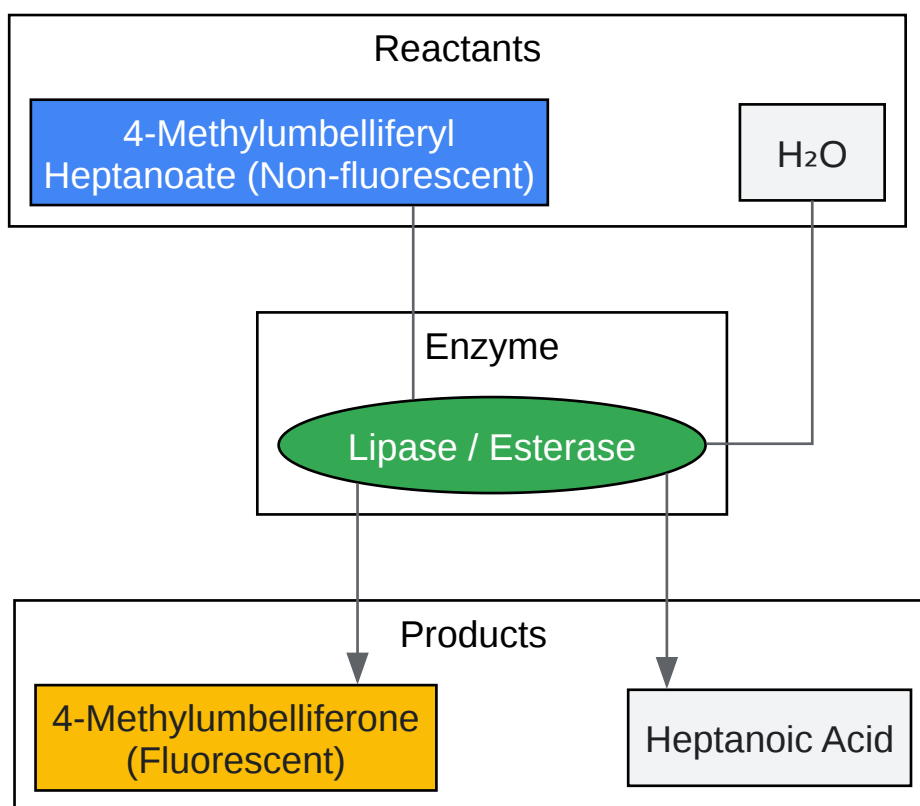 Reactants
4-Methylumbelliferyl
Heptanoate (Non-fluorescent)
H₂O
Enzyme
Lipase / Esterase
Products
4-Methylumbelliferone
(Fluorescent)
Heptanoic Acid